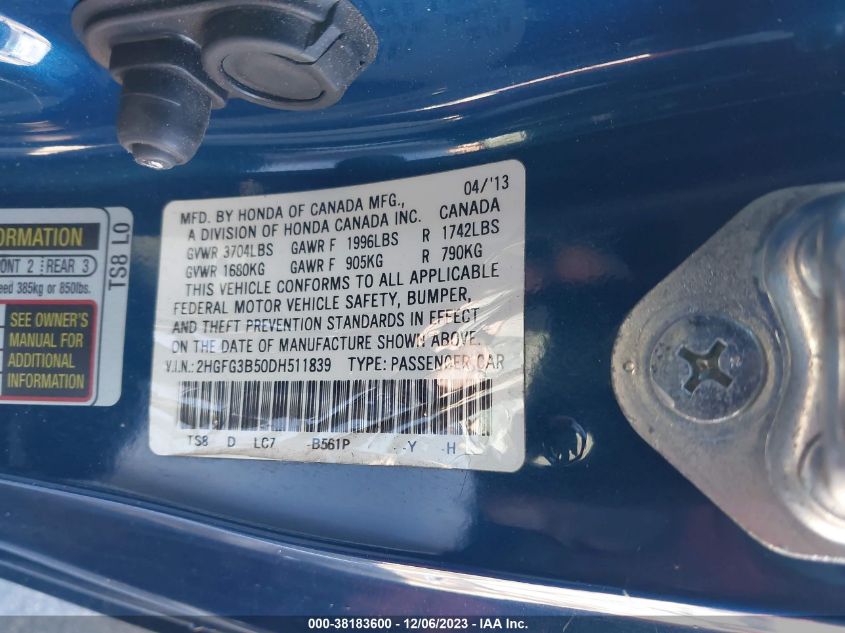 04/'13
MFD. BY HONDA OF CANADA MFG., CANADA
A DIVISION OF HONDA CANADA INC.
GVWR 3704LBS GAWR F 1996LBS R 1742LBS
GVWR 1680KG GAWR F 905KG R 790KG
THIS VEHICLE CONFORMS TO ALL APPLICABLE
FEDERAL MOTOR VEHICLE SAFETY, BUMPER,
AND THEFT PREVENTION STANDARDS IN EFFECT
ON THE DATE OF MANUFACTURE SHOWN ABOVE.
V.I.N.: 2HGFG3B50DH511839 TYPE: PASSENGER CAR
TS8 D LC7 -B561P -Y -H
ORMATION
ONT 2 REAR 3
eed 385kg or 850lbs.
SEE OWNER'S
MANUAL FOR
ADDITIONAL
INFORMATION
TS8 L0
000-38183600 - 12/06/2023 - IAA, Inc.